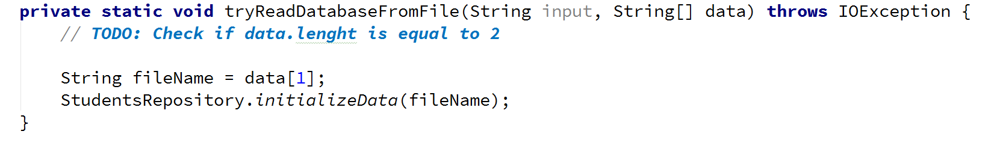 private static void tryReadDatabaseFromFile(String input, String[] data) throws IOException {
// TODO: Check if data.lenght is equal to 2
String fileName = data[1];
StudentsRepository.initializeData(fileName);
}